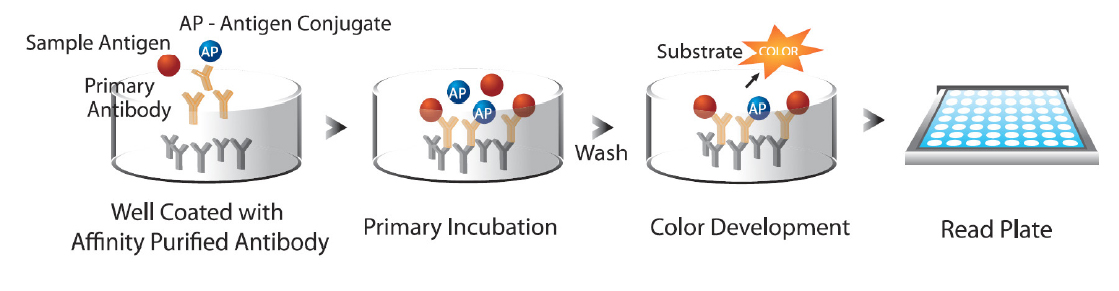 AP - Antigen Conjugate
Sample Antigen
AP
Primary
Antibody
Well Coated with
Affinity Purified Antibody
AP
AP
Primary Incubation
Wash
Substrate
COLOR
AP
Color Development
Read Plate